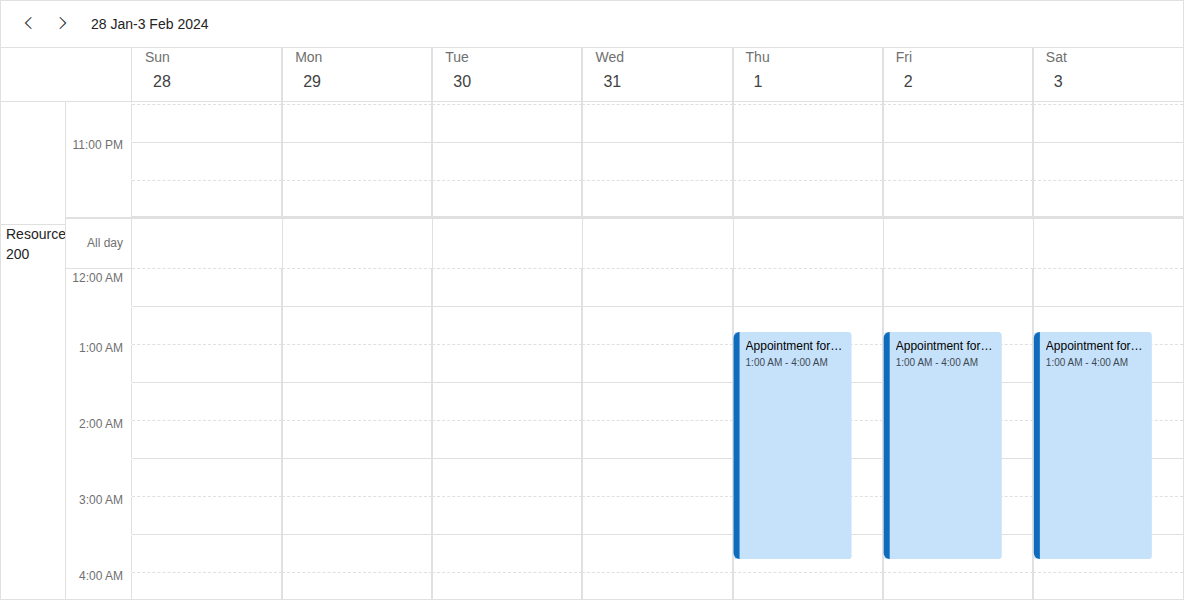 28 Jan-3 Feb 2024
Sun Mon Tue Wed Thu Fri Sat
28 29 30 31 1 2 3
11:00 PM
Resource
200
All day
12:00 AM
1:00 AM
Appointment for… Appointment for… Appointment for…
1:00 AM - 4:00 AM 1:00 AM - 4:00 AM 1:00 AM - 4:00 AM
2:00 AM
3:00 AM
4:00 AM